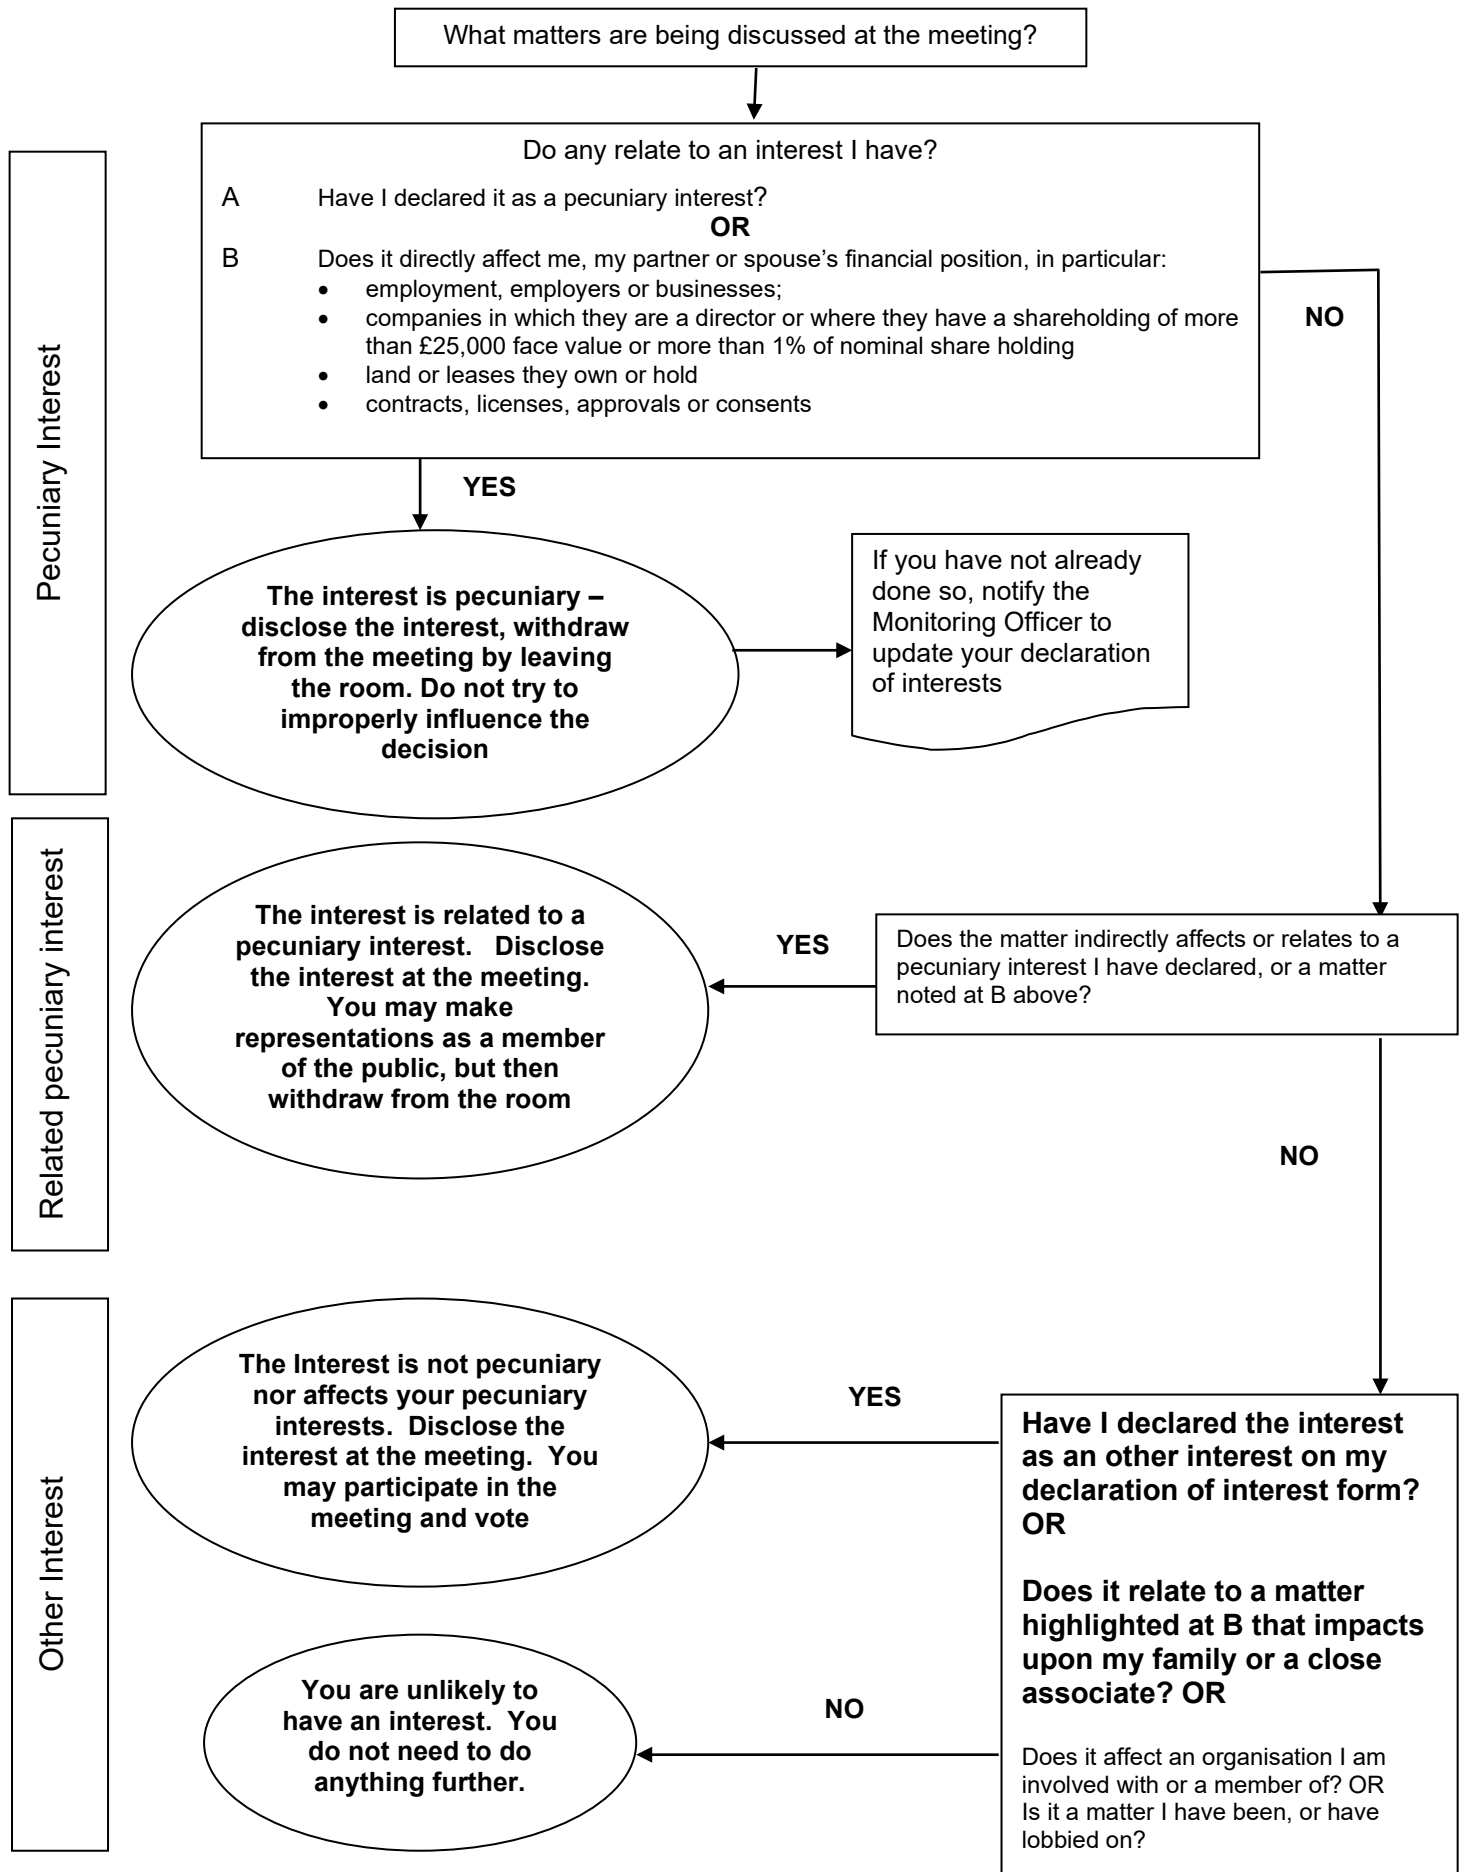 What matters are being discussed at the meeting?
Do any relate to an interest I have?
A Have I declared it as a pecuniary interest?
OR
B Does it directly affect me, my partner or spouse's financial position, in particular:
• employment, employers or businesses;
• companies in which they are a director or where they have a shareholding of more
than £25,000 face value or more than 1% of nominal share holding
• land or leases they own or hold
• contracts, licenses, approvals or consents
NO
Pecuniary Interest
YES
The interest is pecuniary –
disclose the interest, withdraw
from the meeting by leaving
the room. Do not try to
improperly influence the
decision
If you have not already
done so, notify the
Monitoring Officer to
update your declaration
of interests
Related pecuniary interest
The interest is related to a
pecuniary interest. Disclose
the interest at the meeting.
You may make
representations as a member
of the public, but then
withdraw from the room
YES
Does the matter indirectly affects or relates to a
pecuniary interest I have declared, or a matter
noted at B above?
NO
Other Interest
The Interest is not pecuniary
nor affects your pecuniary
interests. Disclose the
interest at the meeting. You
may participate in the
meeting and vote
YES
Have I declared the interest
as an other interest on my
declaration of interest form?
OR
Does it relate to a matter
highlighted at B that impacts
upon my family or a close
associate? OR
Does it affect an organisation I am
involved with or a member of? OR
Is it a matter I have been, or have
lobbied on?
NO
You are unlikely to
have an interest. You
do not need to do
anything further.